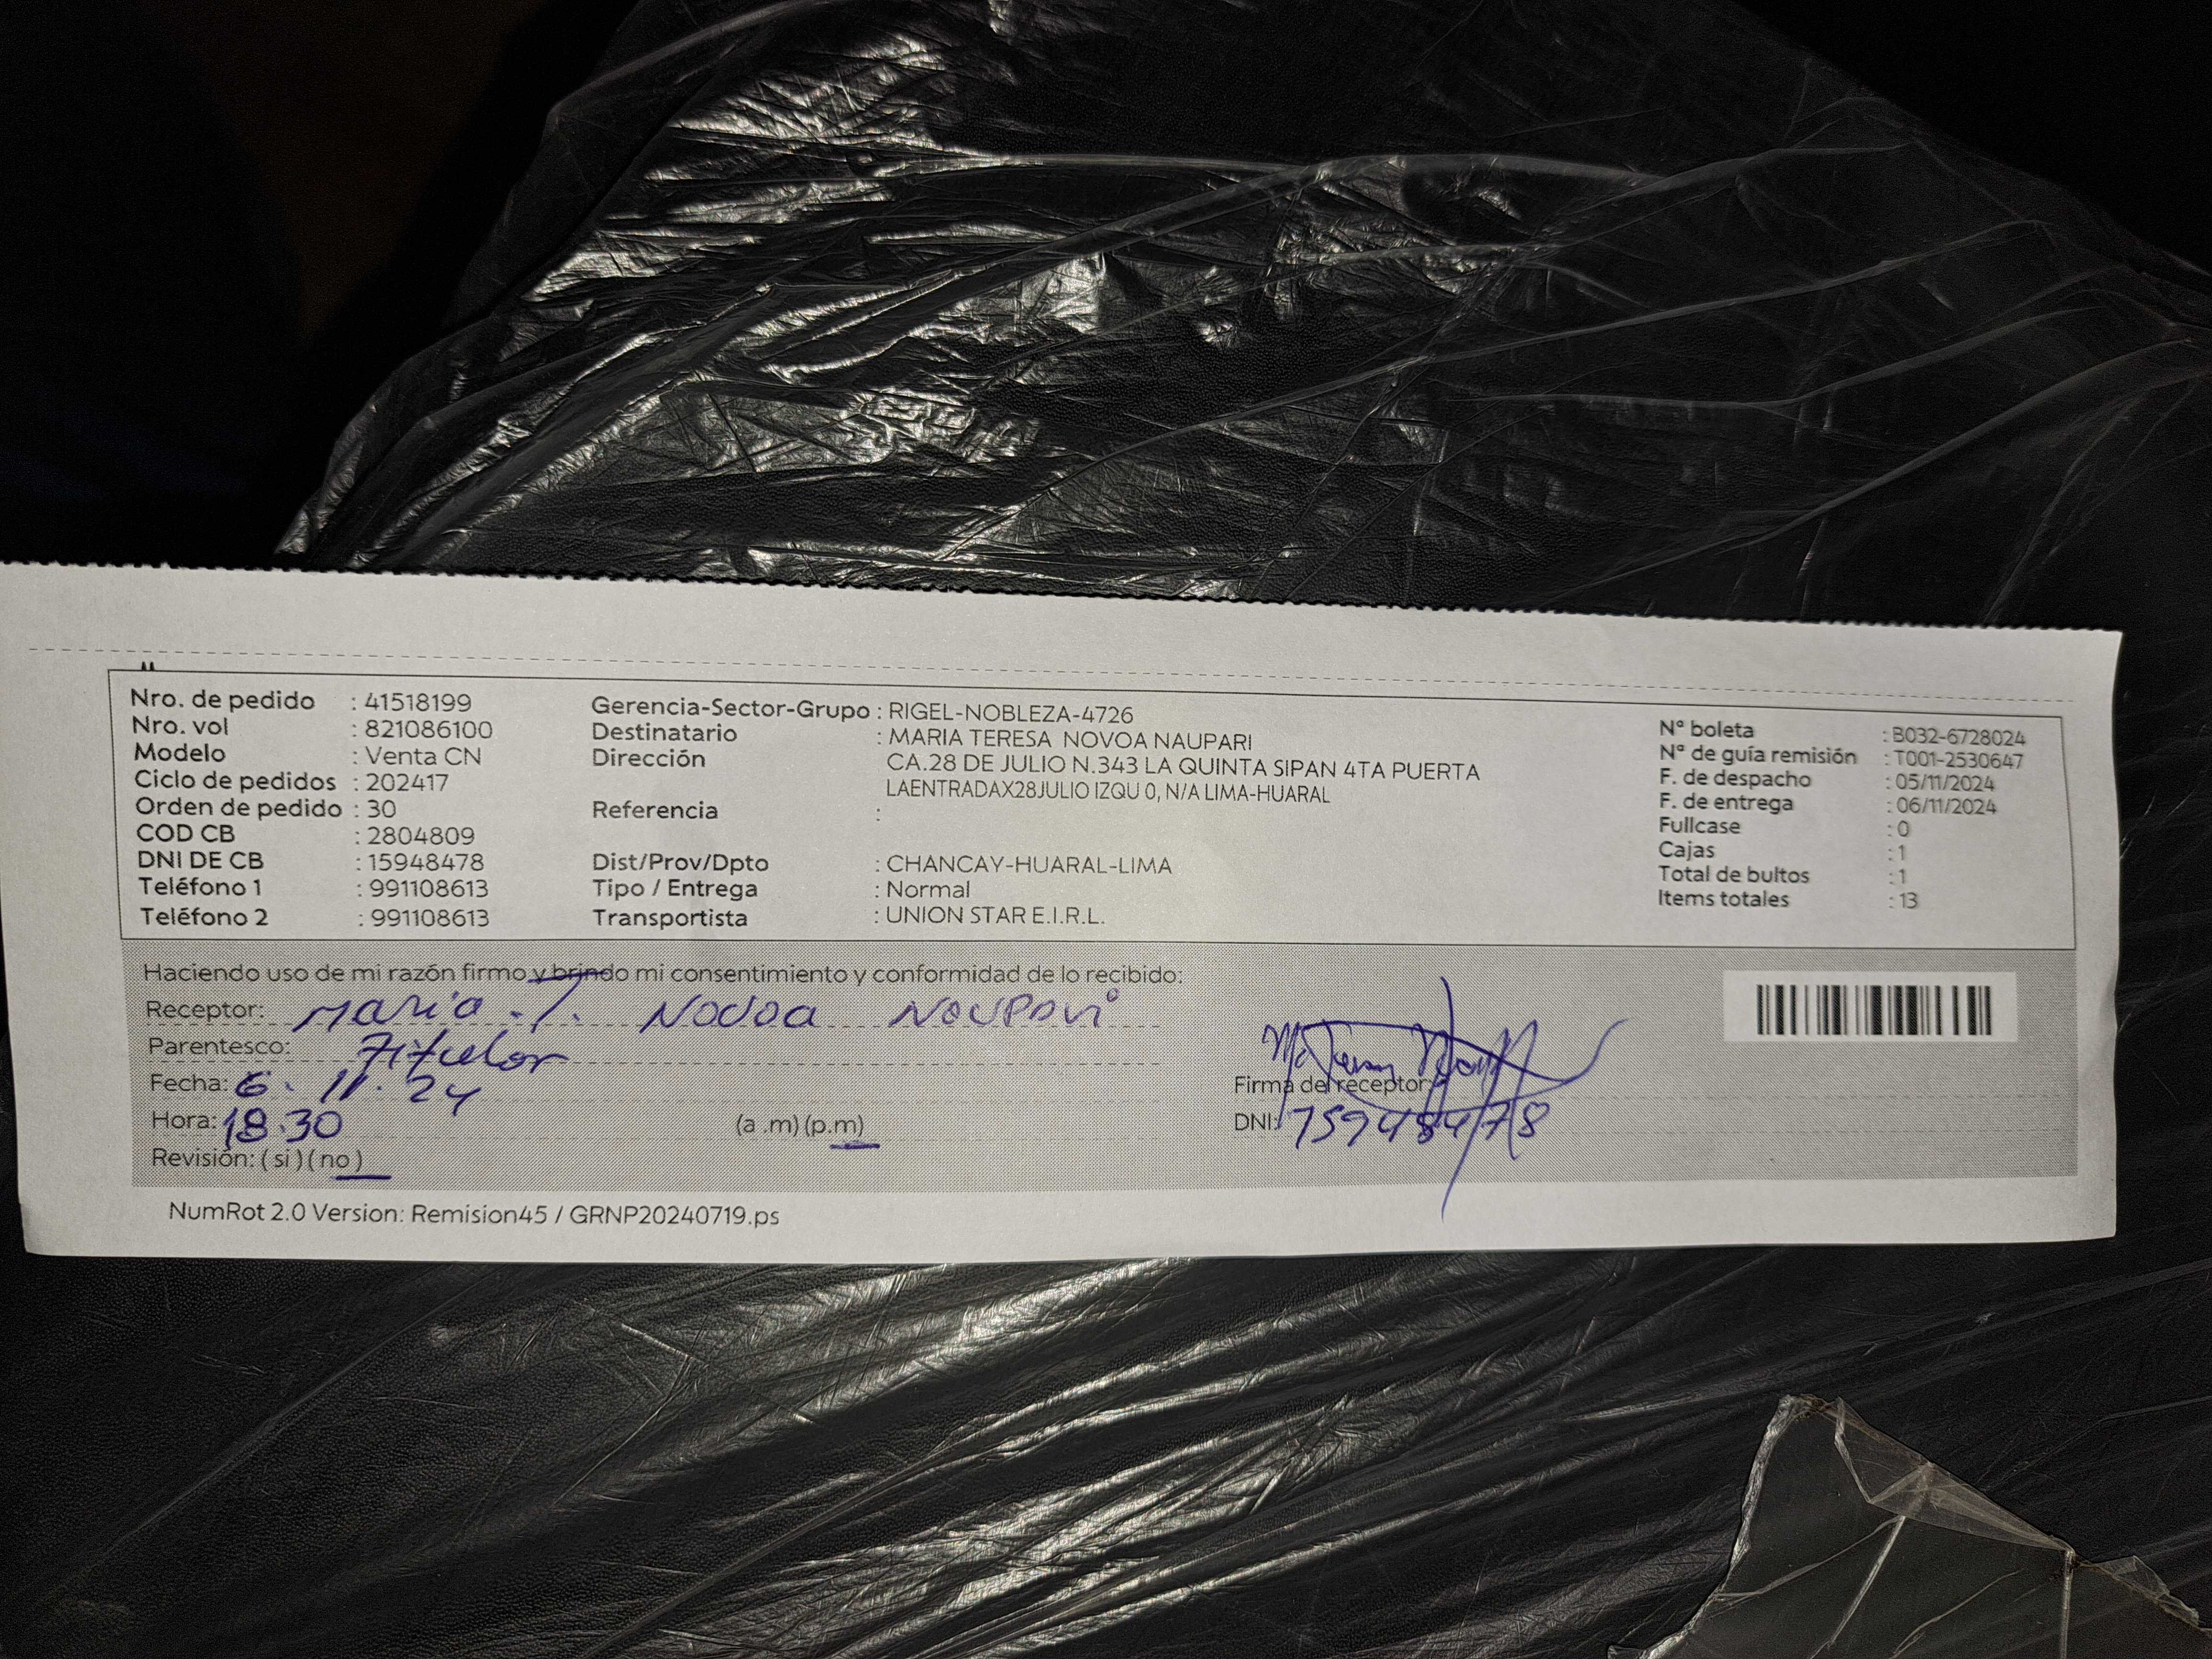 Nro. de pedido : 41518199
Nro. vol : 821086100
Modelo : Venta CN
Ciclo de pedidos : 202417
Orden de pedido : 30
COD CB : 2804809
DNI DE CB : 15948478
Teléfono 1 : 991108613
Teléfono 2 : 991108613
Gerencia-Sector-Grupo : RIGEL-NOBLEZA-4726
Destinatario : MARIA TERESA NOVOA NAUPARI
Dirección CA.28 DE JULIO N.343 LA QUINTA SIPAN 4TA PUERTA
LAENTRADAX28JULIO IZQU 0, N/A LIMA-HUARAL
Referencia :
Dist/Prov/Dpto : CHANCAY-HUARAL-LIMA
Tipo / Entrega : Normal
Transportista : UNION STAR E.I.R.L.
N° boleta : B032-6728024
N° de guía remisión : T001-2530647
F. de despacho : 05/11/2024
F. de entrega : 06/11/2024
Fullcase : 0
Cajas : 1
Total de bultos : 1
Items totales : 13
Haciendo uso de mi razón firmo y brindo mi consentimiento y conformidad de lo recibido:
Receptor: Maria .T. Novoa Naupari
Parentesco: Titular
Fecha: 6. 11. 24
Hora: 18:30 (a .m) (p.m)
Revisión: ( si ) ( no )
Firma del receptor:
DNI: 15948478
NumRot 2.0 Version: Remision45 / GRNP20240719.ps